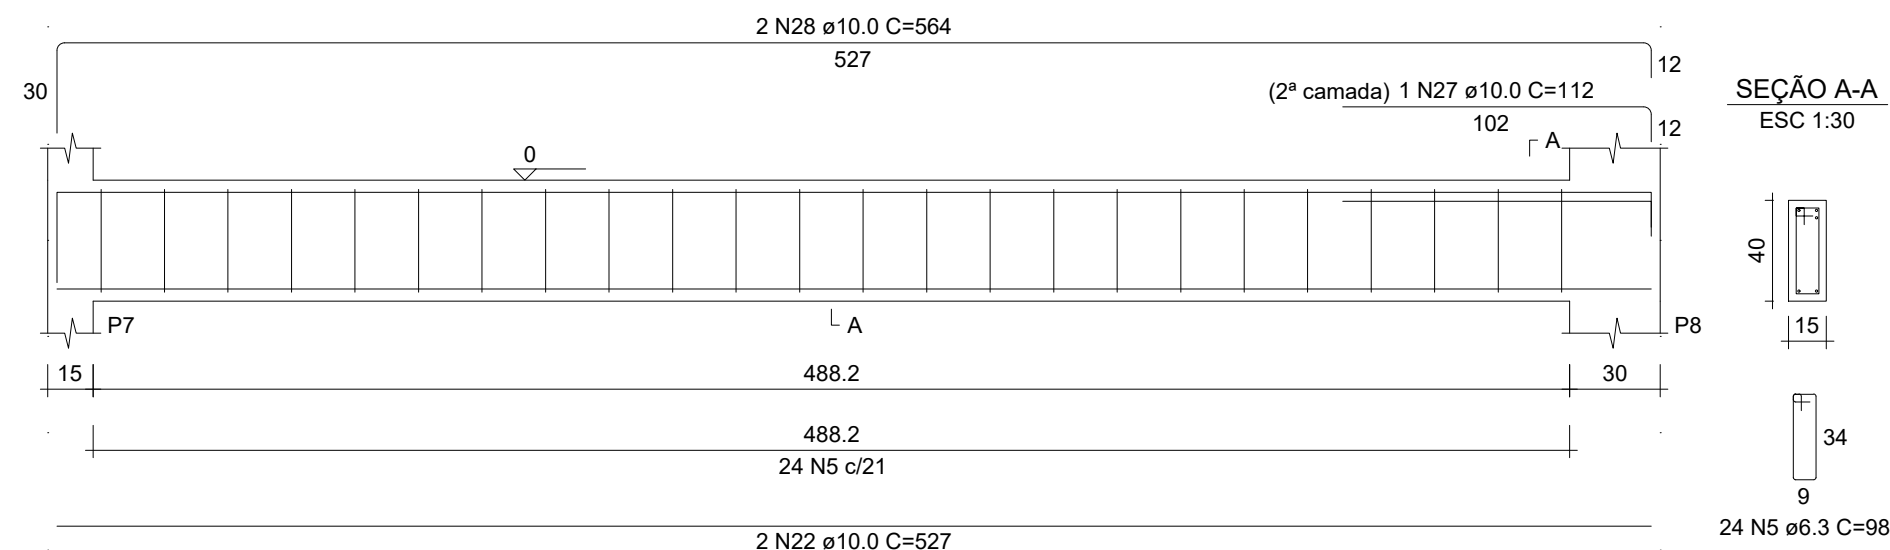 2 N28 ø10.0 C=564
527
30
12
(2ª camada) 1 N27 ø10.0 C=112
102
12
SEÇÃO A-A
ESC 1:30
A
0
40
15
A
P7
P8
15
488.2
30
488.2
24 N5 c/21
34
9
24 N5 ø6.3 C=98
2 N22 ø10.0 C=527